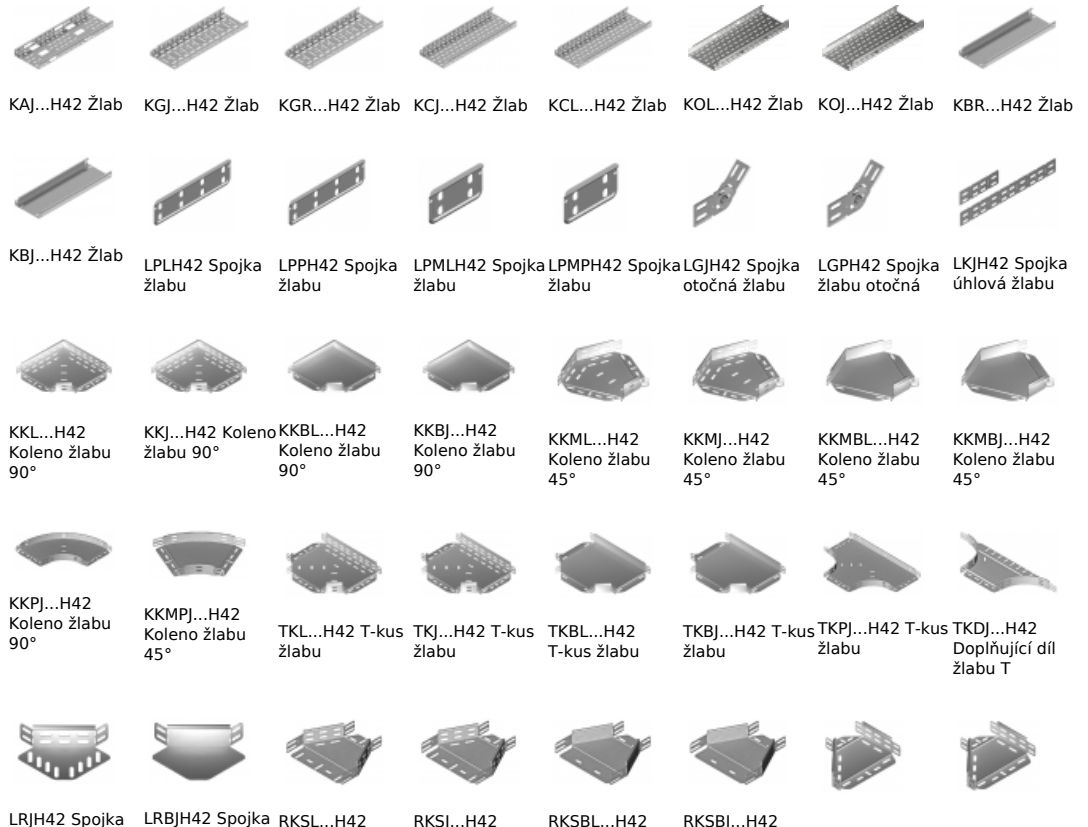 KAJ...H42 Žlab
KGJ...H42 Žlab
KGR...H42 Žlab
KCJ...H42 Žlab
KCL...H42 Žlab
KOL...H42 Žlab
KOJ...H42 Žlab
KBR...H42 Žlab
KBJ...H42 Žlab
LPLH42 Spojka
žlabu
LPPH42 Spojka
žlabu
LPMLH42 Spojka
žlabu
LPMPH42 Spojka
žlabu
LGJH42 Spojka
otočná žlabu
LGPH42 Spojka
žlabu otočná
LKJH42 Spojka
úhlová žlabu
KKL...H42
Koleno žlabu
90°
KKJ...H42 Koleno
žlabu 90°
KKBL...H42
Koleno žlabu
90°
KKBJ...H42
Koleno žlabu
90°
KKML...H42
Koleno žlabu
45°
KKMJ...H42
Koleno žlabu
45°
KKMBL...H42
Koleno žlabu
45°
KKMBJ...H42
Koleno žlabu
45°
KKPJ...H42
Koleno žlabu
90°
KKMPJ...H42
Koleno žlabu
45°
TKL...H42 T-kus
žlabu
TKJ...H42 T-kus
žlabu
TKBL...H42
T-kus žlabu
TKBJ...H42 T-kus
žlabu
TKPJ...H42 T-kus
žlabu
TKDJ...H42
Doplňující díl
žlabu T
LRJH42 Spojka
LRBJH42 Spojka
RKSL...H42
RKSJ...H42
RKSBL...H42
RKSBJ...H42